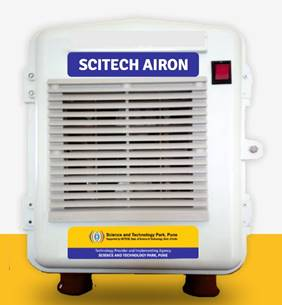 SCITECH AIRON
Science and Technology Park, Pune
Technology Provider and Implementing Agency
SCIENCE AND TECHNOLOGY PARK, PUNE